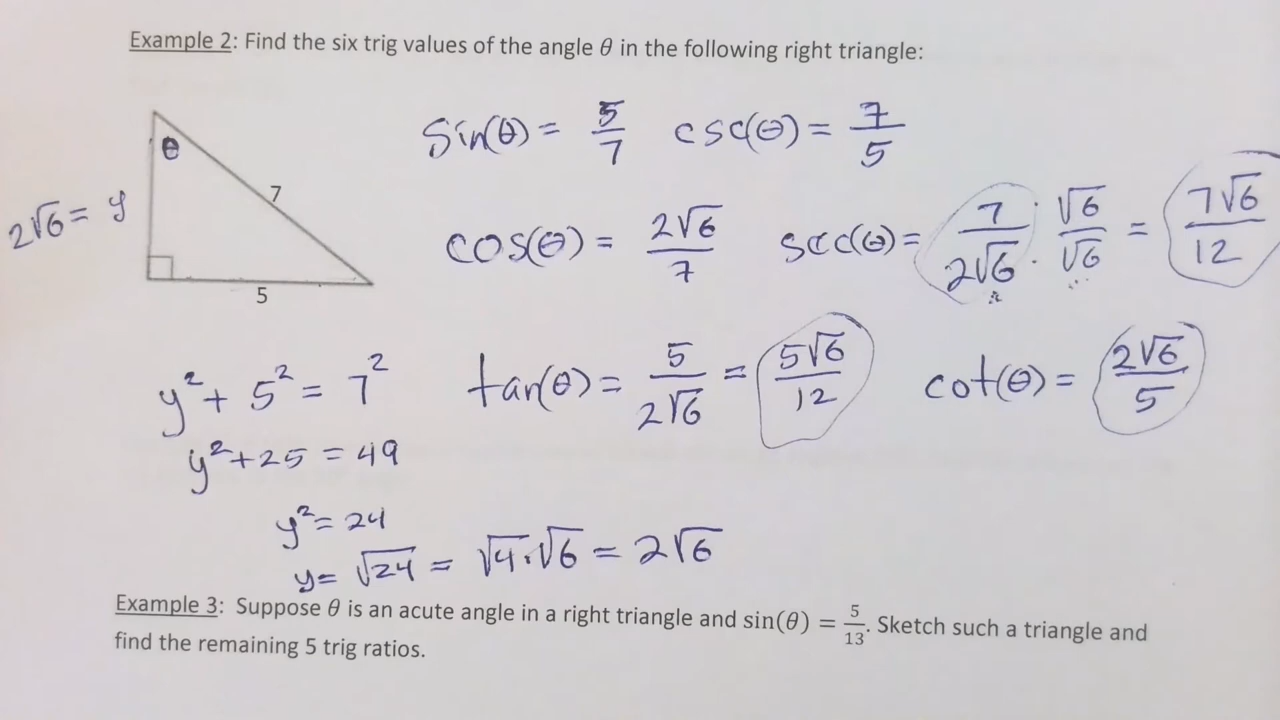 Example 2: Find the six trig values of the angle θ in the following right triangle:
θ
7
2√6 = y
5
sin(θ) = 5/7 csc(θ) = 7/5
cos(θ) = 2√6/7 sec(θ) = 7/2√6 · √6/√6 = 7√6/12
tan(θ) = 5/2√6 = 5√6/12 cot(θ) = 2√6/5
y² + 5² = 7²
y² + 25 = 49
y² = 24
y = √24 = √4 · √6 = 2√6
Example 3: Suppose θ is an acute angle in a right triangle and sin(θ) = 5/13. Sketch such a triangle and
find the remaining 5 trig ratios.